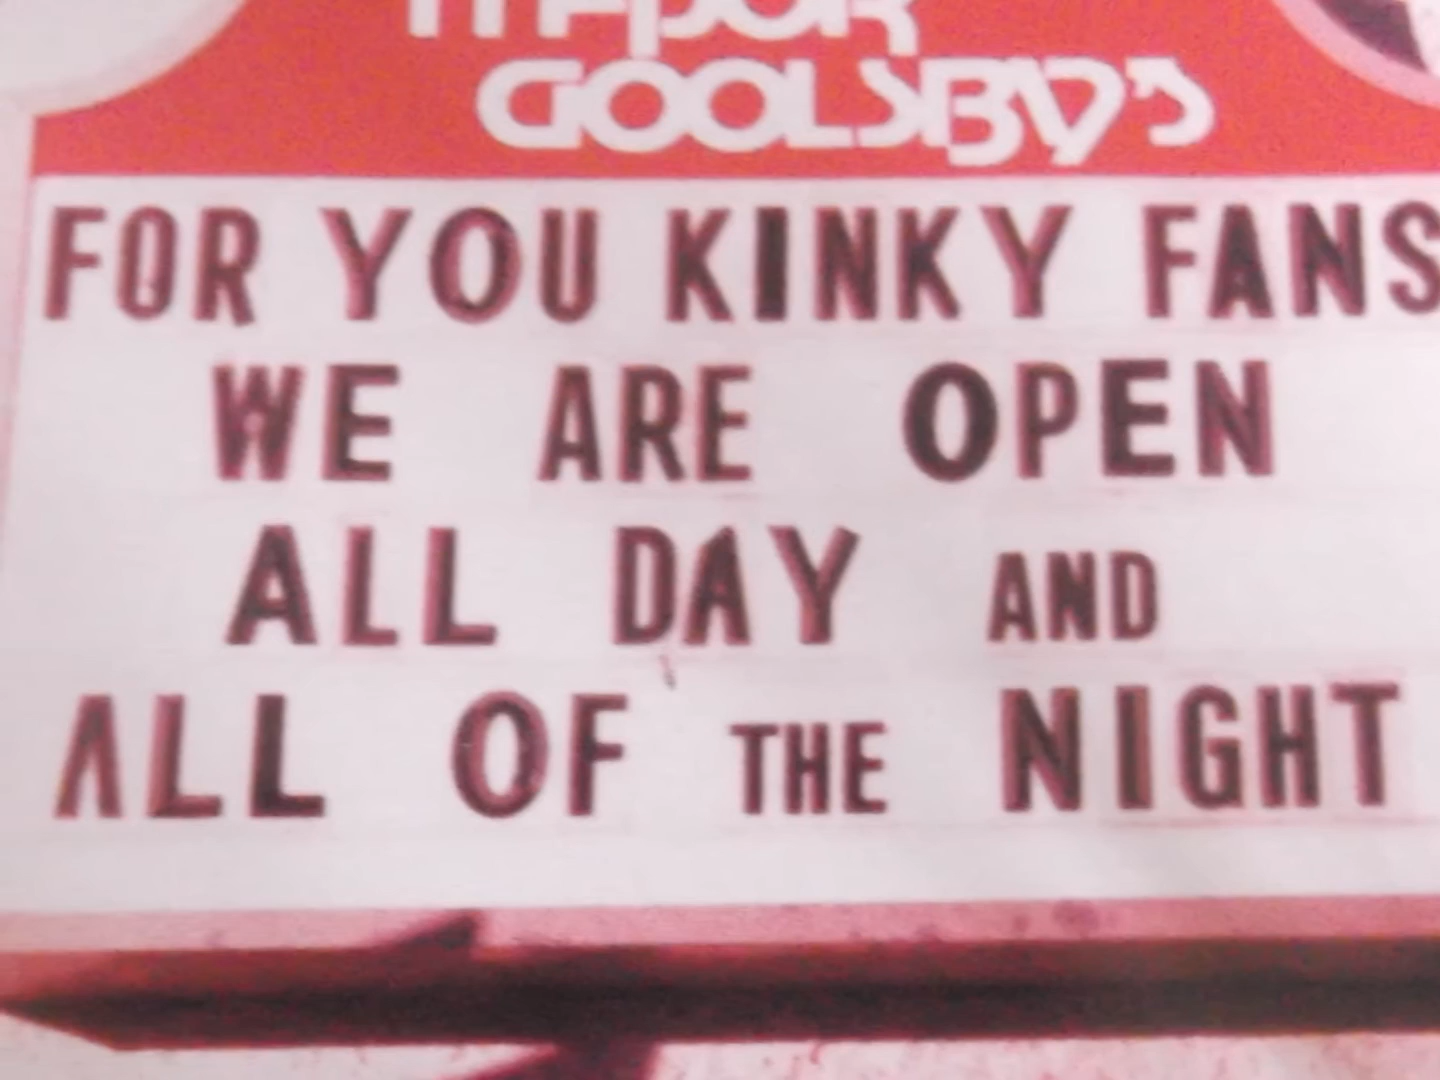 GOOLSBY'S
FOR YOU KINKY FANS
WE ARE OPEN
ALL DAY AND
ALL OF THE NIGHT